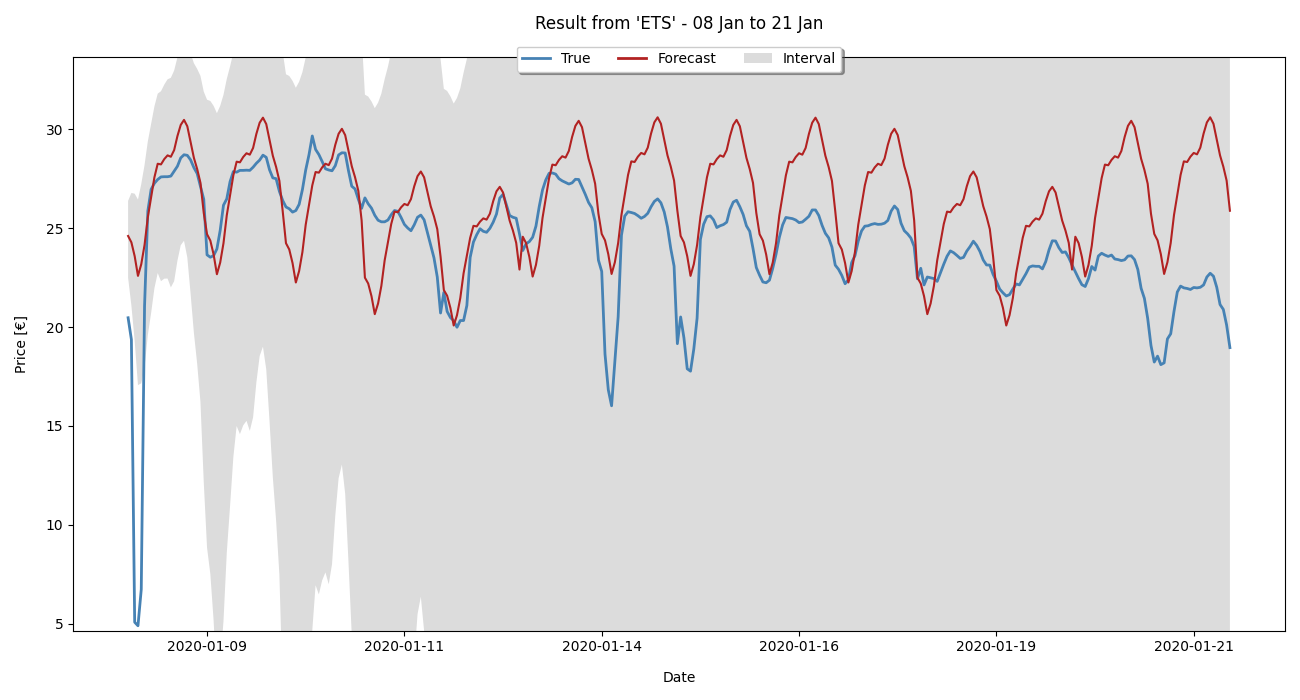 Result from 'ETS' - 08 Jan to 21 Jan
True Forecast Interval
Price [€]
30
25
20
15
10
5
2020-01-09 2020-01-11 2020-01-14 2020-01-16 2020-01-19 2020-01-21
Date